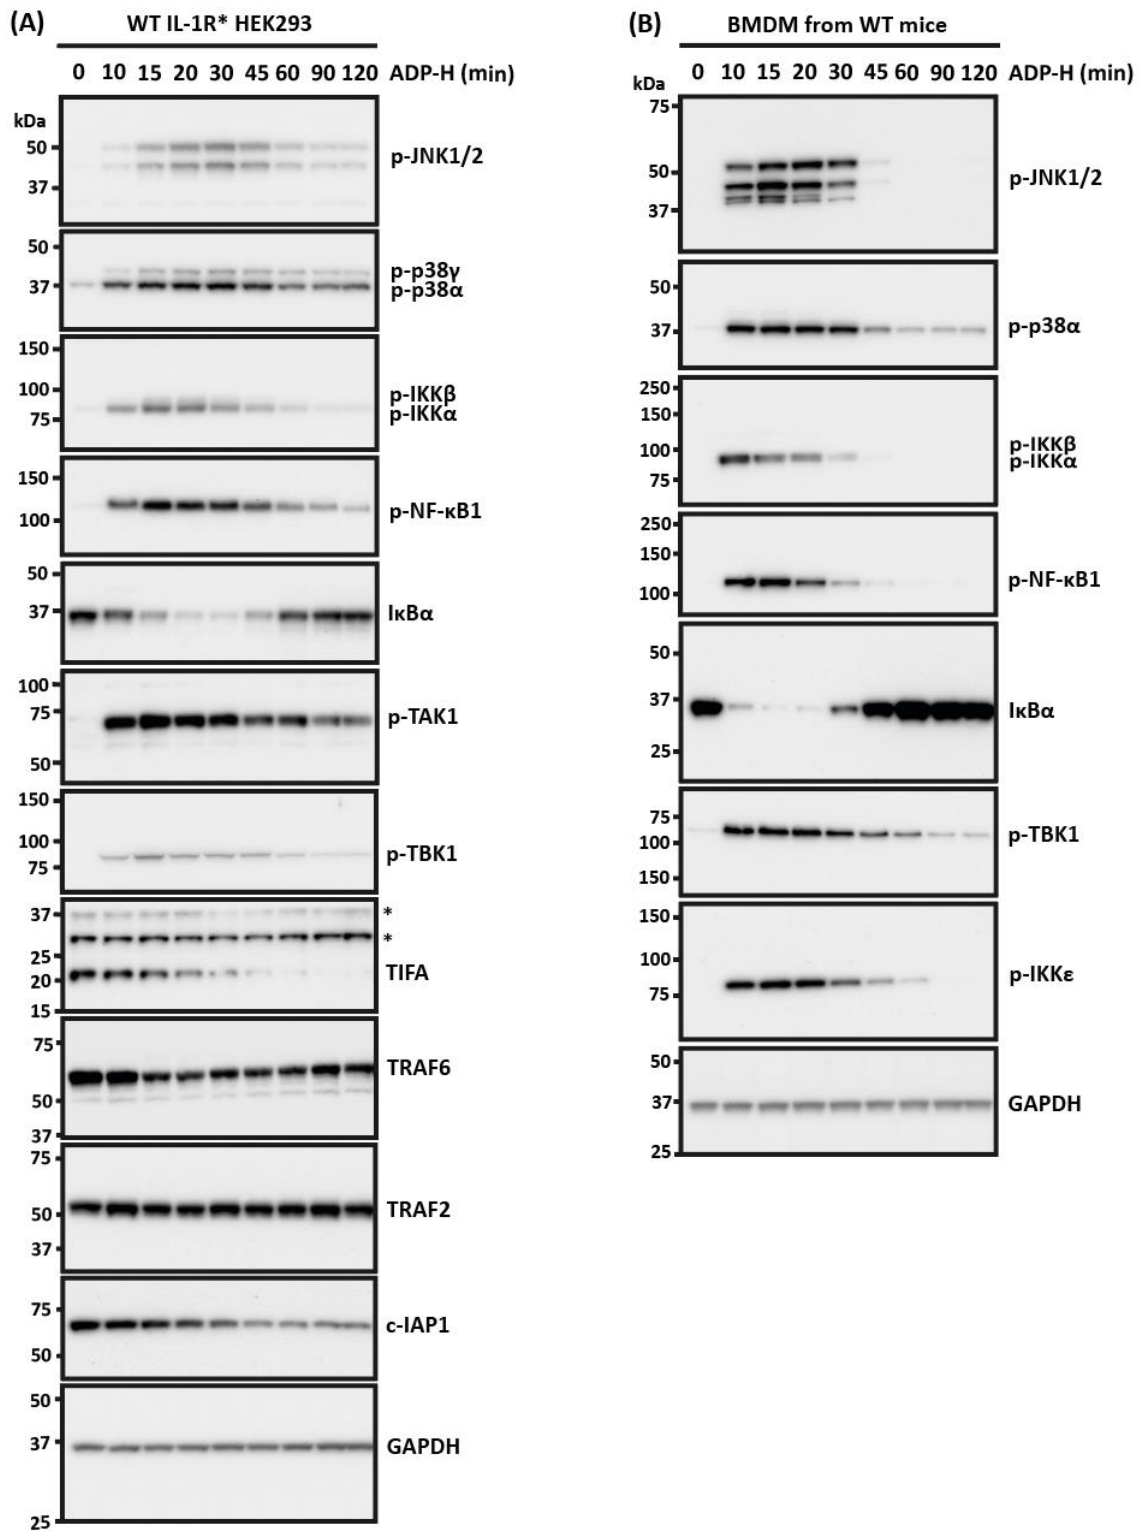 (A)
WT IL-1R* HEK293
0 10 15 20 30 45 60 90 120 ADP-H (min)
kDa
50
37
p-JNK1/2
50
37
p-p38γ
p-p38α
150
100
75
p-IKKβ
p-IKKα
150
100
p-NF-κB1
50
37
IκBα
100
75
50
p-TAK1
150
100
75
p-TBK1
37
25
20
15
*
*
TIFA
75
50
37
TRAF6
75
50
37
TRAF2
75
50
c-IAP1
50
37
25
GAPDH
(B)
BMDM from WT mice
0 10 15 20 30 45 60 90 120 ADP-H (min)
kDa
75
50
37
p-JNK1/2
50
37
p-p38α
250
150
100
75
p-IKKβ
p-IKKα
250
150
100
p-NF-κB1
50
37
25
IκBα
75
100
150
p-TBK1
150
100
75
p-IKKε
50
37
25
GAPDH